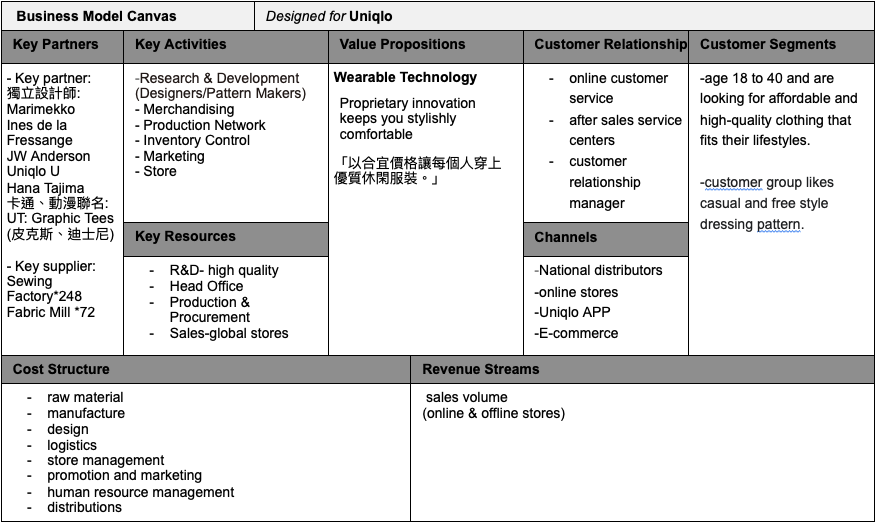 Business Model Canvas
Designed for Uniqlo
Key Partners
- Key partner:
獨立設計師:
Marimekko
Ines de la
Fressange
JW Anderson
Uniqlo U
Hana Tajima
卡通、動漫聯名:
UT: Graphic Tees
(皮克斯、迪士尼)
- Key supplier:
Sewing
Factory*248
Fabric Mill *72
Key Activities
-Research & Development
(Designers/Pattern Makers)
- Merchandising
- Production Network
- Inventory Control
- Marketing
- Store
Key Resources
- R&D- high quality
- Head Office
- Production &
Procurement
- Sales-global stores
Value Propositions
Wearable Technology
Proprietary innovation
keeps you stylishly
comfortable
「以合宜價格讓每個人穿上
優質休閑服裝。」
Customer Relationship
- online customer
service
- after sales service
centers
- customer
relationship
manager
Channels
-National distributors
-online stores
-Uniqlo APP
-E-commerce
Customer Segments
-age 18 to 40 and are
looking for affordable and
high-quality clothing that
fits their lifestyles.
-customer group likes
casual and free style
dressing pattern.
Cost Structure
- raw material
- manufacture
- design
- logistics
- store management
- promotion and marketing
- human resource management
- distributions
Revenue Streams
sales volume
(online & offline stores)